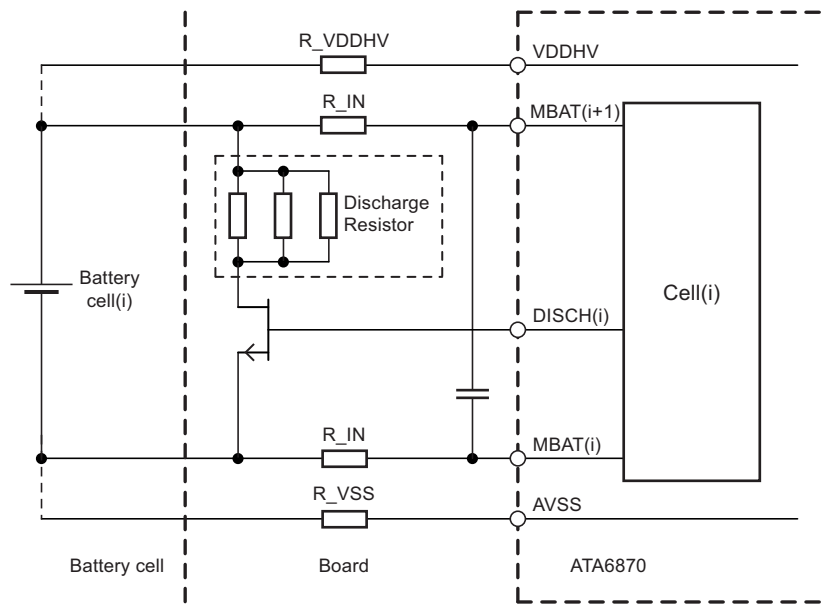 R_VDDHV
VDDHV
R_IN
MBAT(i+1)
Discharge
Resistor
Battery
cell(i)
Cell(i)
DISCH(i)
R_IN
MBAT(i)
R_VSS
AVSS
Battery cell
Board
ATA6870